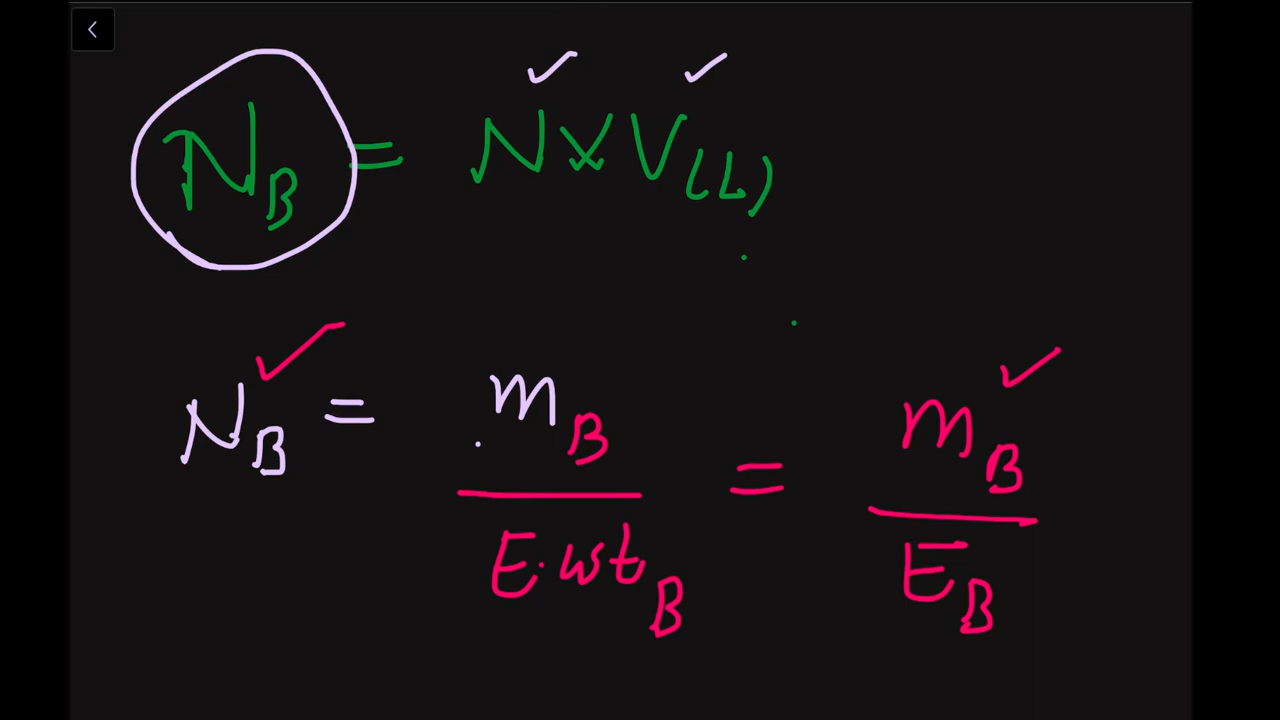 N_B = N x V(L)
N_B = m_B / E.wt_B = m_B / E_B